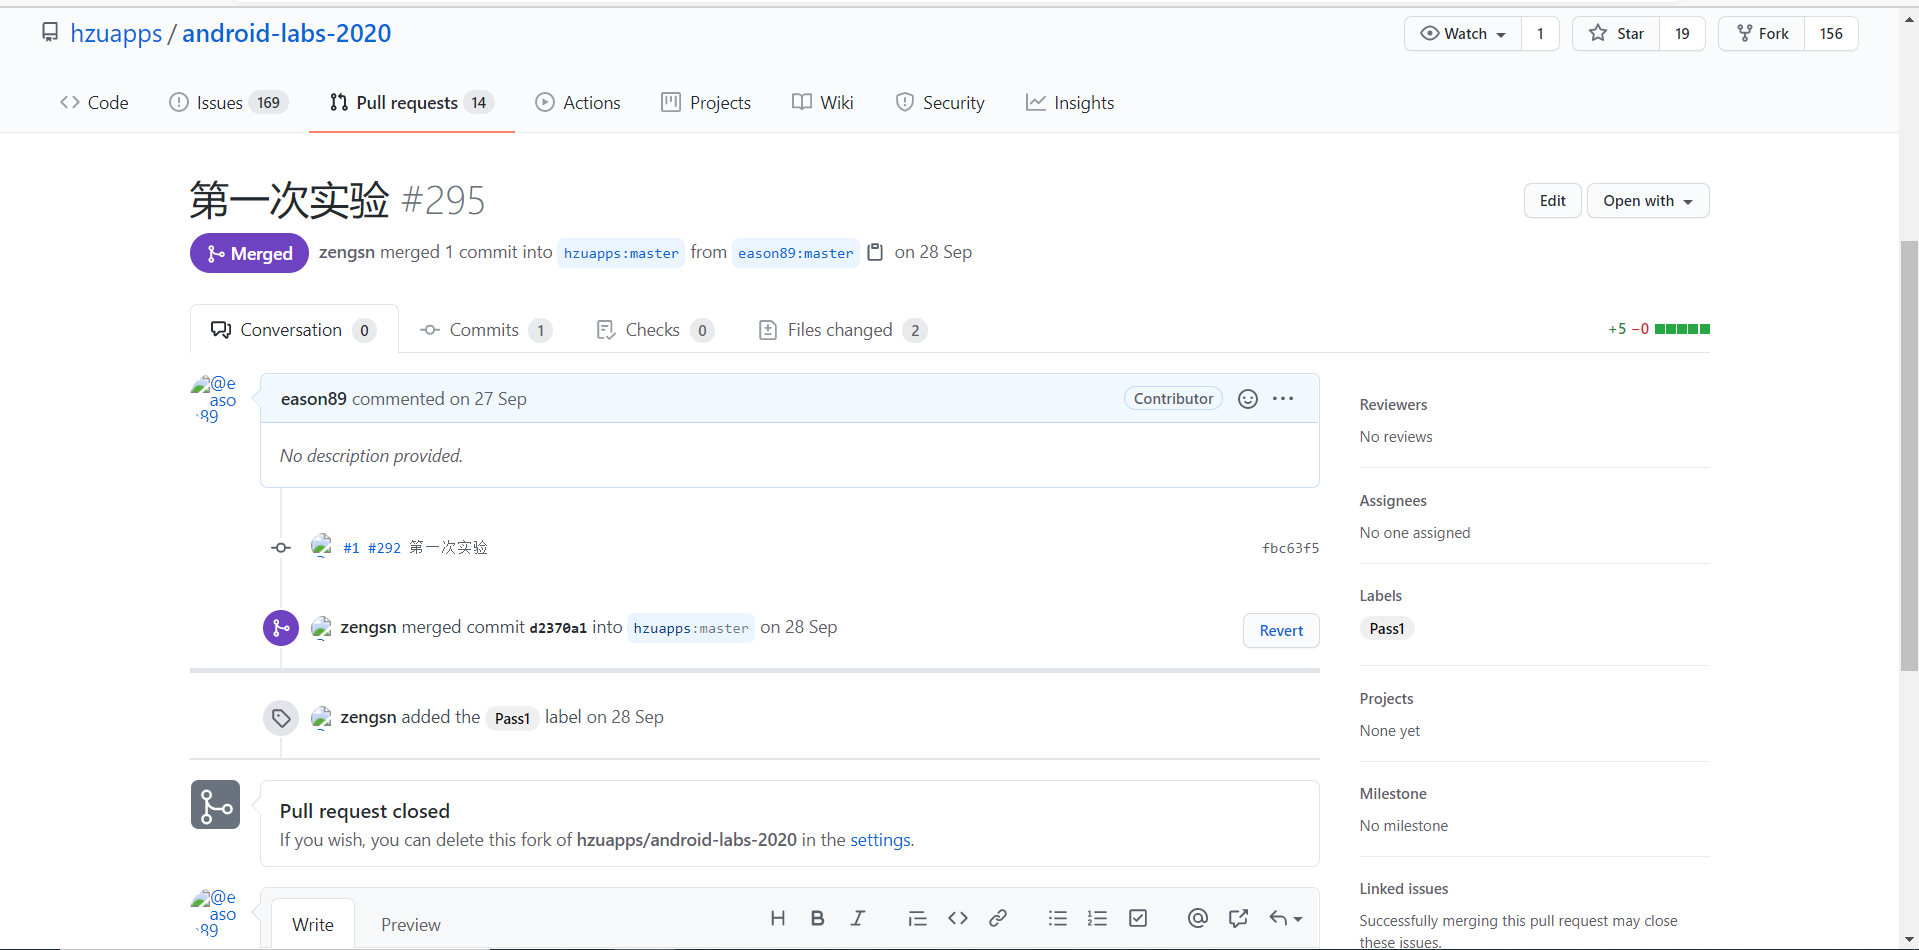 hzuapps / android-labs-2020
Watch 1 Star 19 Fork 156
Code Issues 169 Pull requests 14 Actions Projects Wiki Security Insights
第一次实验 #295
Edit Open with
Merged zengsn merged 1 commit into hzuapps:master from eason89:master on 28 Sep
Conversation 0 Commits 1 Checks 0 Files changed 2 +5 −0
@e
aso
89
eason89 commented on 27 Sep Contributor
No description provided.
#1 #292 第一次实验 fbc63f5
zengsn merged commit d2370a1 into hzuapps:master on 28 Sep Revert
zengsn added the Pass1 label on 28 Sep
Pull request closed
If you wish, you can delete this fork of hzuapps/android-labs-2020 in the settings.
@e
aso
89
Write Preview
Reviewers
No reviews
Assignees
No one assigned
Labels
Pass1
Projects
None yet
Milestone
No milestone
Linked issues
Successfully merging this pull request may close
these issues.